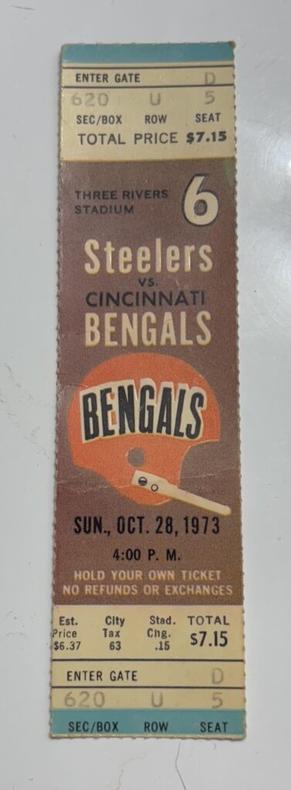 ENTER GATE D
620 U 5
SEC/BOX ROW SEAT
TOTAL PRICE $7.15
THREE RIVERS
STADIUM
6
Steelers
VS.
CINCINNATI
BENGALS
BENGALS
SUN., OCT. 28, 1973
4:00 P. M.
HOLD YOUR OWN TICKET
NO REFUNDS OR EXCHANGES
Est. City Stad. TOTAL
Price Tax Chg. $7.15
$6.37 63 .15
ENTER GATE D
620 U 5
SEC/BOX ROW SEAT